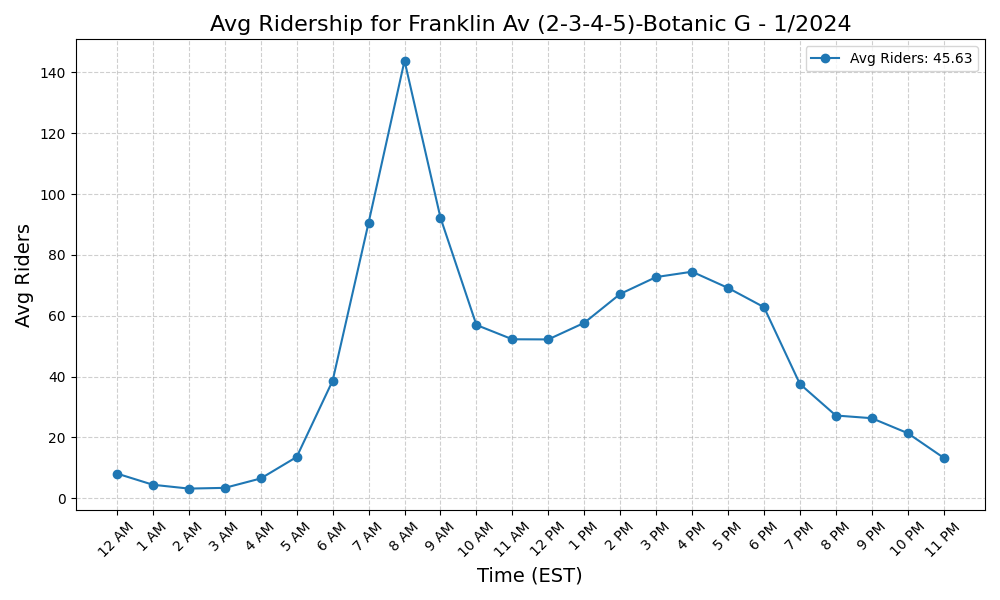 Avg Ridership for Franklin Av (2-3-4-5)-Botanic G - 1/2024
Avg Riders: 45.63
Avg Riders
140
120
100
80
60
40
20
0
12 AM
1 AM
2 AM
3 AM
4 AM
5 AM
6 AM
7 AM
8 AM
9 AM
10 AM
11 AM
12 PM
1 PM
2 PM
3 PM
4 PM
5 PM
6 PM
7 PM
8 PM
9 PM
10 PM
11 PM
Time (EST)